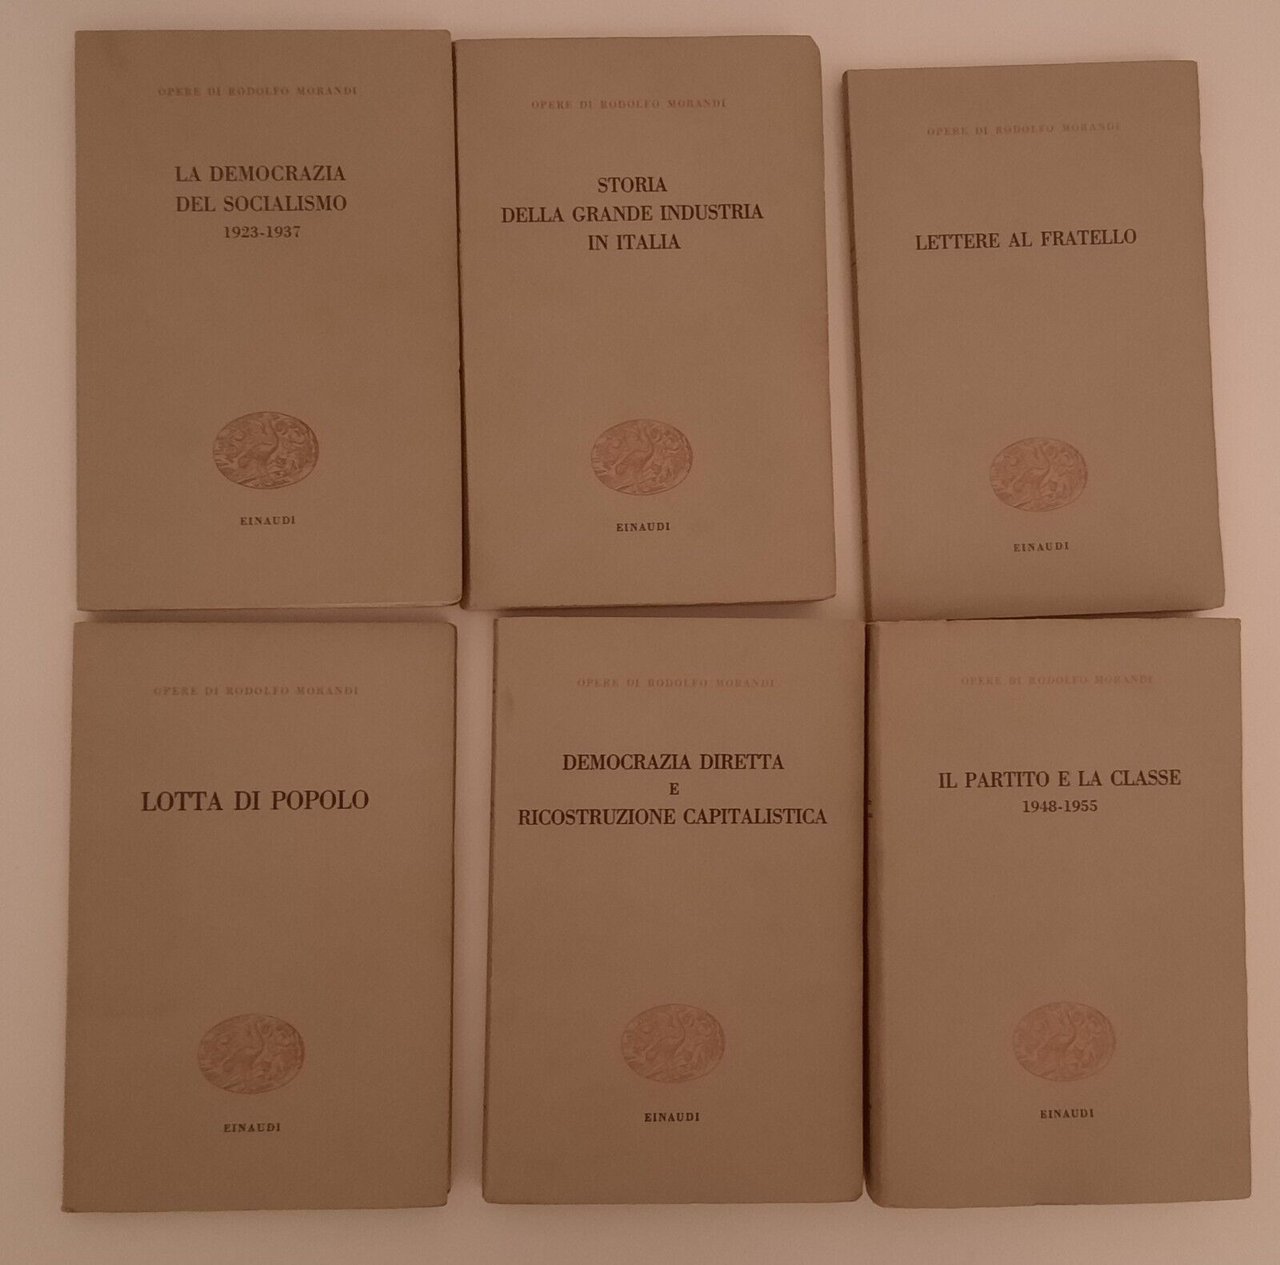 OPERE DI RODOLFO MORANDI
LA DEMOCRAZIA
DEL SOCIALISMO
1923-1937
EINAUDI
OPERE DI RODOLFO MORANDI
STORIA
DELLA GRANDE INDUSTRIA
IN ITALIA
EINAUDI
OPERE DI RODOLFO MORANDI
LETTERE AL FRATELLO
EINAUDI
OPERE DI RODOLFO MORANDI
LOTTA DI POPOLO
EINAUDI
OPERE DI RODOLFO MORANDI
DEMOCRAZIA DIRETTA
E
RICOSTRUZIONE CAPITALISTICA
EINAUDI
OPERE DI RODOLFO MORANDI
IL PARTITO E LA CLASSE
1948-1955
EINAUDI